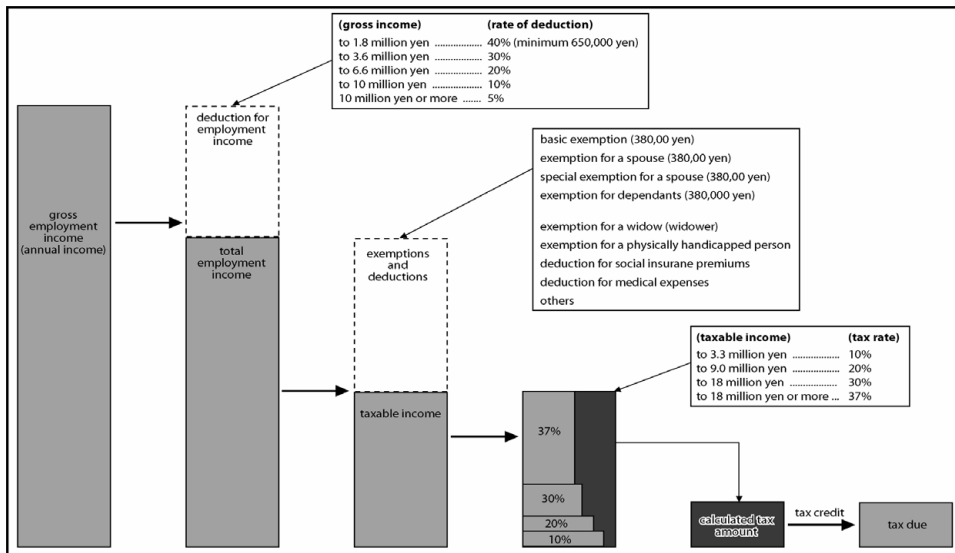 (gross income) (rate of deduction)
to 1.8 million yen .................. 40% (minimum 650,000 yen)
to 3.6 million yen .................. 30%
to 6.6 million yen .................. 20%
to 10 million yen ................... 10%
10 million yen or more ....... 5%
deduction for
employment
income
basic exemption (380,00 yen)
exemption for a spouse (380,00 yen)
special exemption for a spouse (380,00 yen)
exemption for dependants (380,000 yen)
exemption for a widow (widower)
exemption for a physically handicapped person
deduction for social insurane premiums
deduction for medical expenses
others
gross
employment
income
(annual income)
total
employment
income
exemptions
and
deductions
(taxable income) (tax rate)
to 3.3 million yen .................. 10%
to 9.0 million yen ................... 20%
to 18 million yen .................... 30%
to 18 million yen or more ... 37%
taxable income
37%
30%
20%
10%
calculated tax
amount
tax credit
tax due